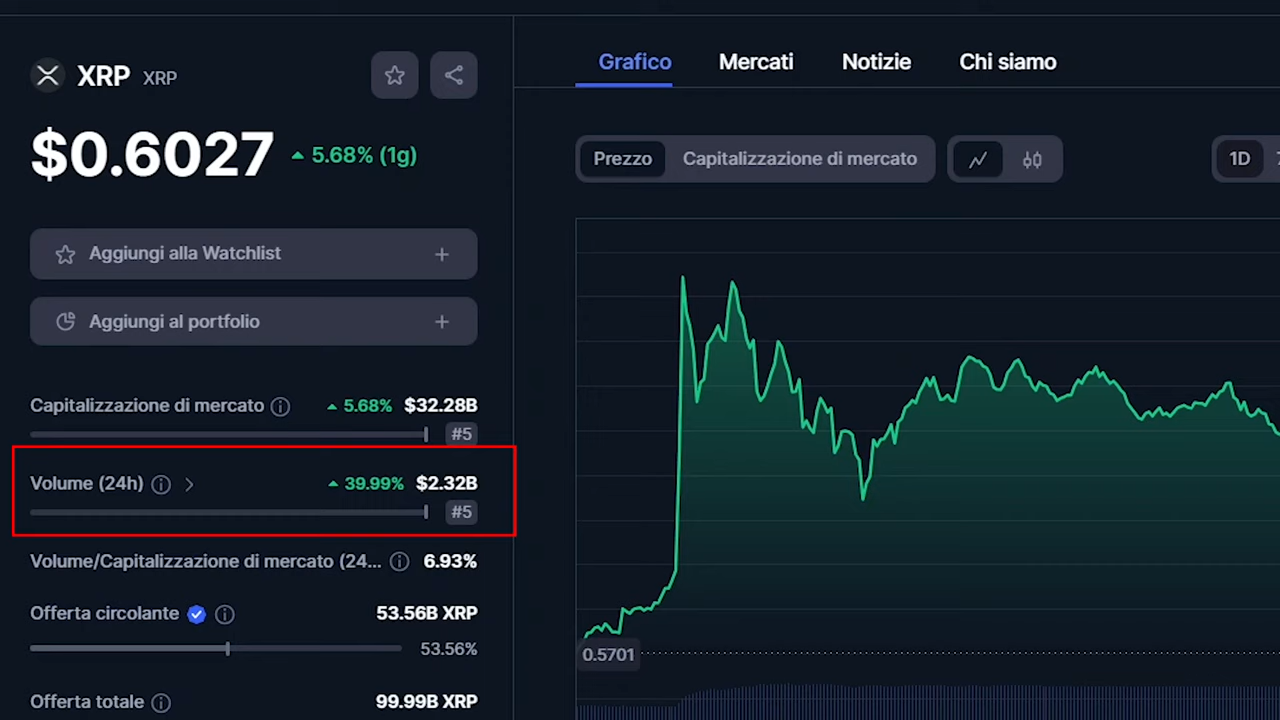 XRP XRP
$0.6027 5.68% (1g)
Aggiungi alla Watchlist
Aggiungi al portfolio
Capitalizzazione di mercato 5.68% $32.28B
#5
Volume (24h) 39.99% $2.32B
#5
Volume/Capitalizzazione di mercato (24... 6.93%
Offerta circolante 53.56B XRP
53.56%
Offerta totale 99.99B XRP
Grafico Mercati Notizie Chi siamo
Prezzo Capitalizzazione di mercato 1D
0.5701